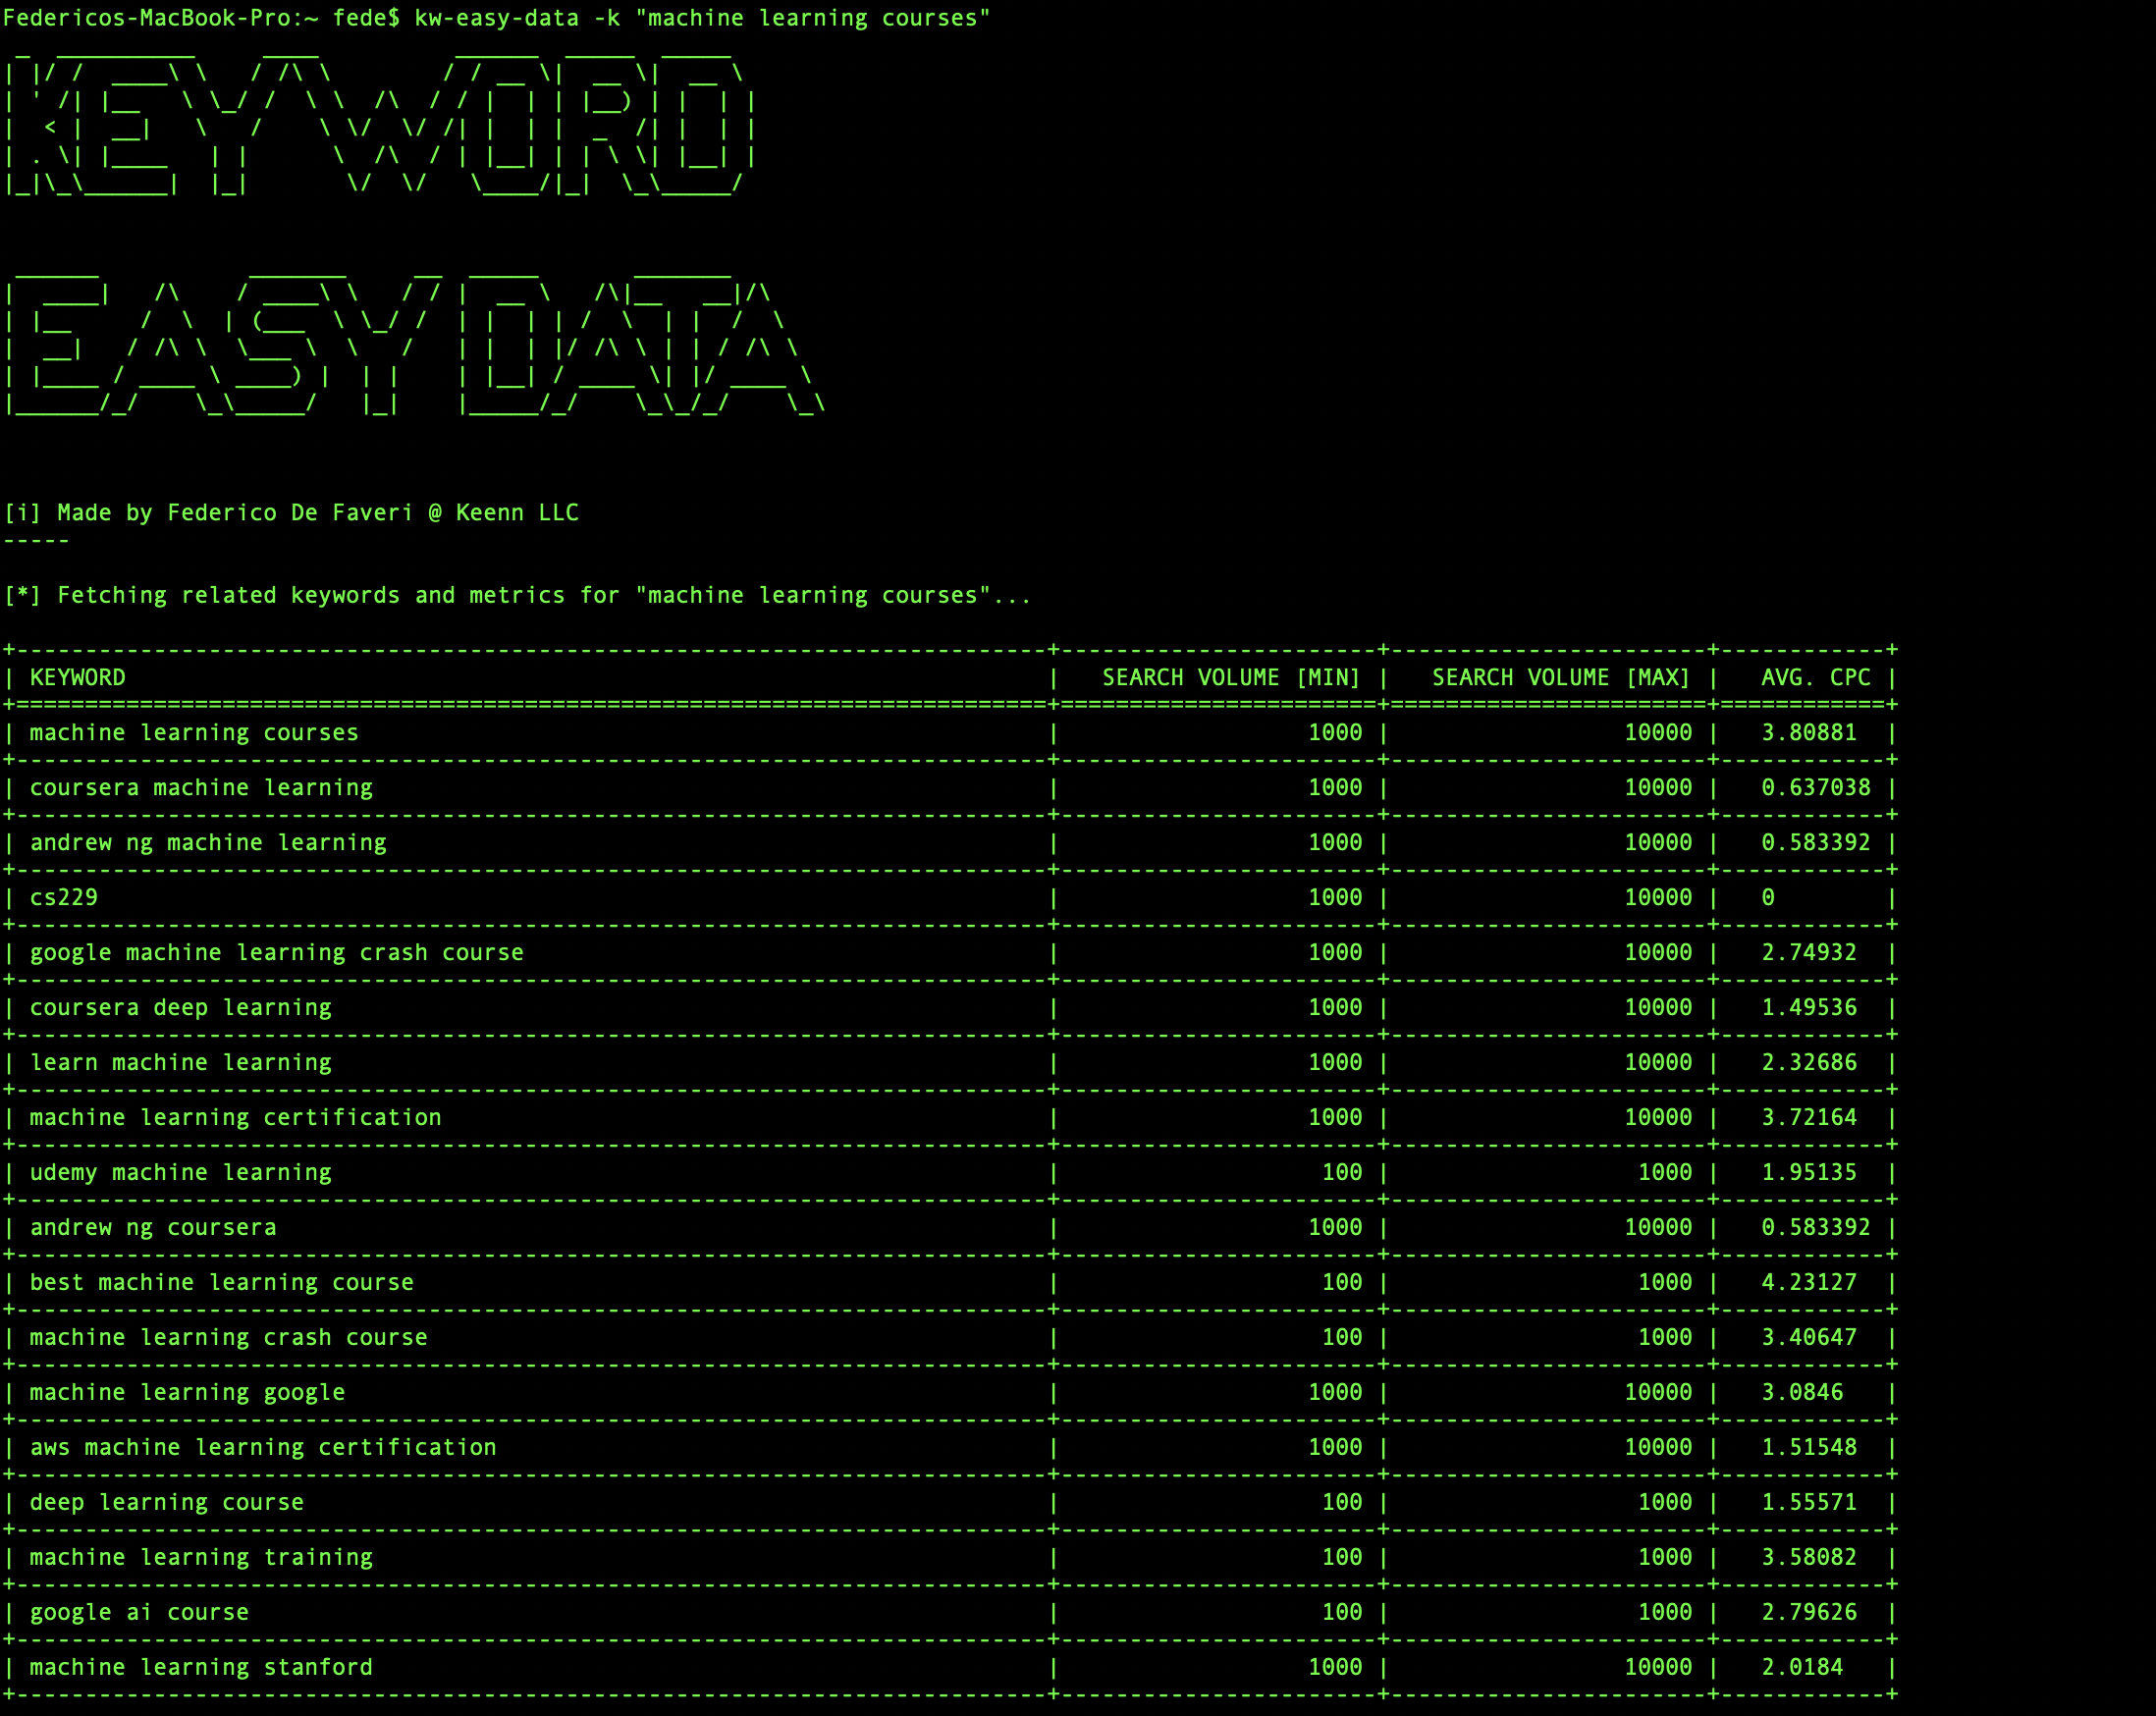 Federicos-MacBook-Pro:~ fede$ kw-easy-data -k "machine learning courses"
KEYWORD
EASY DATA
[i] Made by Federico De Faveri @ Keenn LLC
-----
[*] Fetching related keywords and metrics for "machine learning courses"...
| KEYWORD | SEARCH VOLUME [MIN] | SEARCH VOLUME [MAX] | AVG. CPC |
| machine learning courses | 1000 | 10000 | 3.80881 |
| coursera machine learning | 1000 | 10000 | 0.637038 |
| andrew ng machine learning | 1000 | 10000 | 0.583392 |
| cs229 | 1000 | 10000 | 0 |
| google machine learning crash course | 1000 | 10000 | 2.74932 |
| coursera deep learning | 1000 | 10000 | 1.49536 |
| learn machine learning | 1000 | 10000 | 2.32686 |
| machine learning certification | 1000 | 10000 | 3.72164 |
| udemy machine learning | 100 | 1000 | 1.95135 |
| andrew ng coursera | 1000 | 10000 | 0.583392 |
| best machine learning course | 100 | 1000 | 4.23127 |
| machine learning crash course | 100 | 1000 | 3.40647 |
| machine learning google | 1000 | 10000 | 3.0846 |
| aws machine learning certification | 1000 | 10000 | 1.51548 |
| deep learning course | 100 | 1000 | 1.55571 |
| machine learning training | 100 | 1000 | 3.58082 |
| google ai course | 100 | 1000 | 2.79626 |
| machine learning stanford | 1000 | 10000 | 2.0184 |